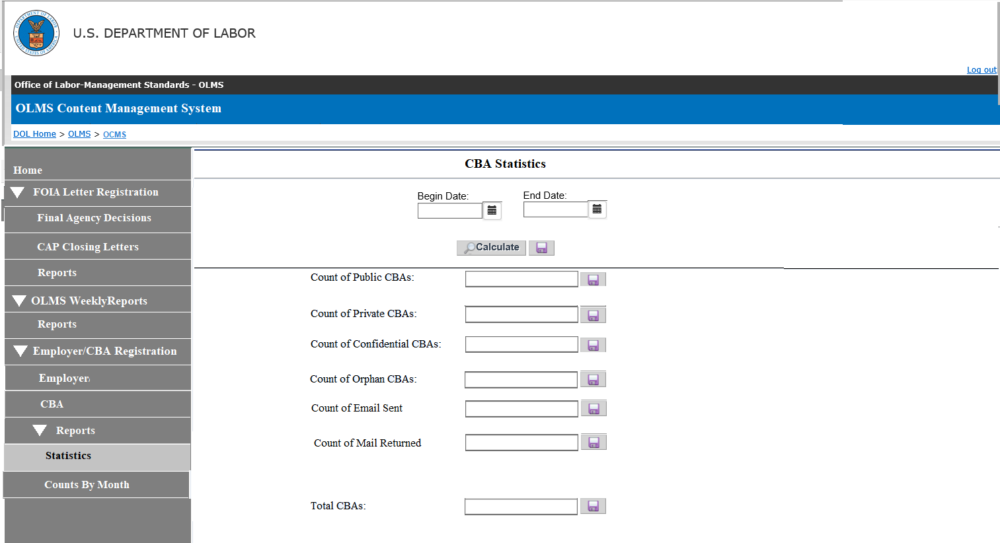 U.S. DEPARTMENT OF LABOR
Log out
Office of Labor-Management Standards - OLMS
OLMS Content Management System
DOL Home > OLMS > OCMS
Home
FOIA Letter Registration
Final Agency Decisions
CAP Closing Letters
Reports
OLMS WeeklyReports
Reports
Employer/CBA Registration
Employer/
CBA
Reports
Statistics
Counts By Month
CBA Statistics
Begin Date:
End Date:
Calculate
Count of Public CBAs:
Count of Private CBAs:
Count of Confidential CBAs:
Count of Orphan CBAs:
Count of Email Sent
Count of Mail Returned
Total CBAs: